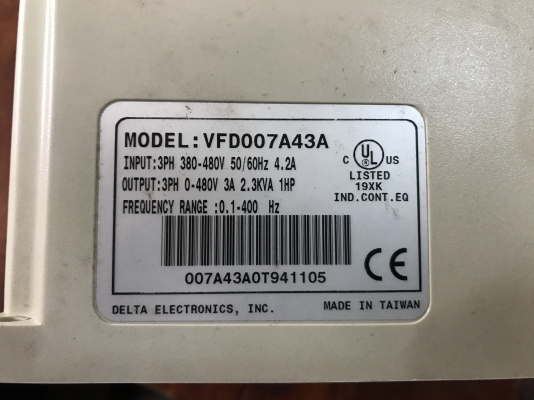 MODEL:VFD007A43A
INPUT:3PH 380-480V 50/60Hz 4.2A
OUTPUT:3PH 0-480V 3A 2.3KVA 1HP
FREQUENCY RANGE :0.1-400 Hz
C UL US
LISTED
19XK
IND.CONT.EQ
007A43A0T941105
CE
DELTA ELECTRONICS, INC.
MADE IN TAIWAN